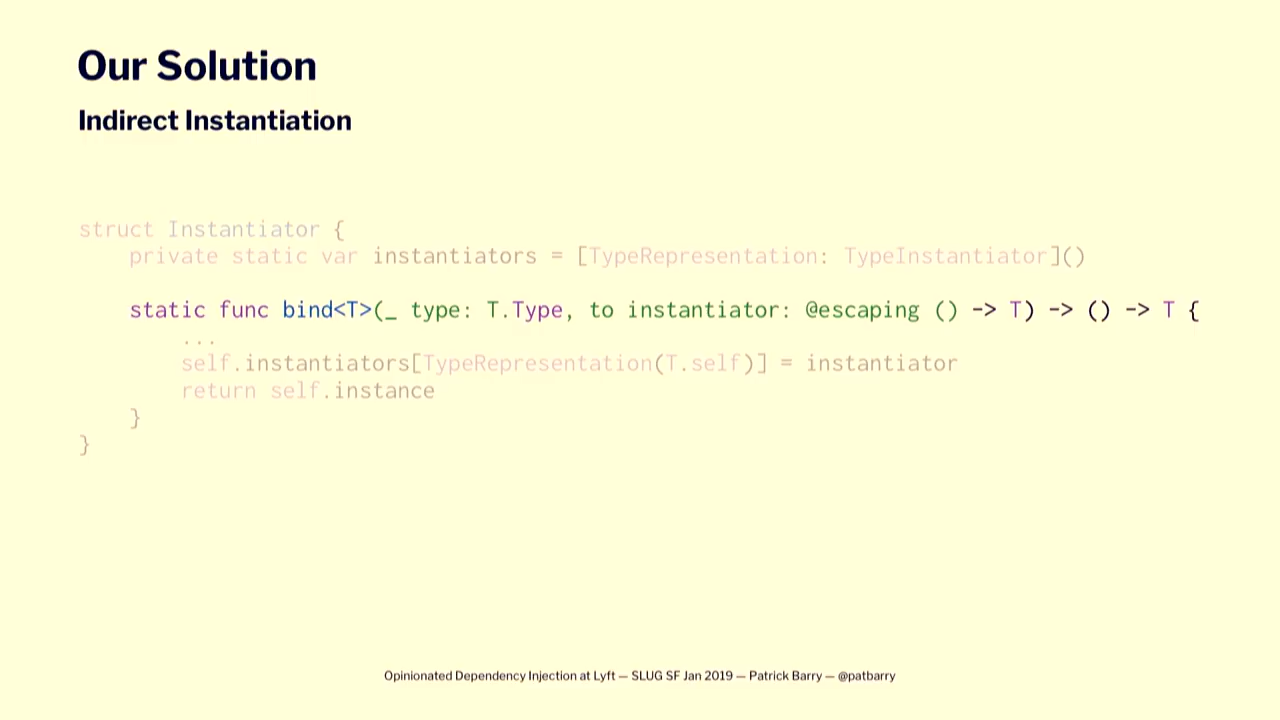 Our Solution
Indirect Instantiation
struct Instantiator {
    private static var instantiators = [TypeRepresentation: TypeInstantiator]()
    static func bind<T>(_ type: T.Type, to instantiator: @escaping () -> T) -> () -> T {
        ...
        self.instantiators[TypeRepresentation(T.self)] = instantiator
        return self.instance
    }
}
Opinionated Dependency Injection at Lyft — SLUG SF Jan 2019 — Patrick Barry — @patbarry